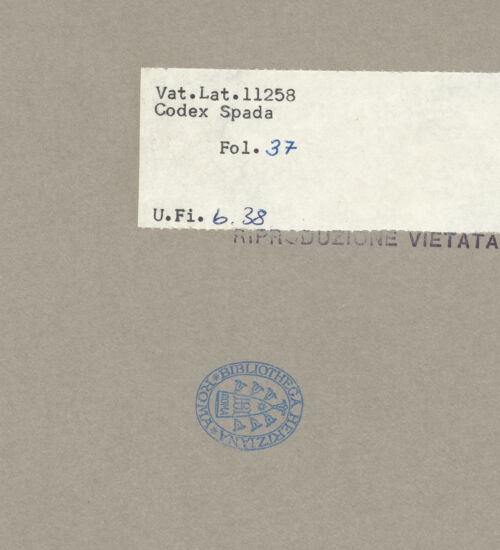 Vat.Lat.11258
Codex Spada
Fol. 37
U.Fi. 6.38
RIPRODUZIONE VIETATA
BIBLIOTHECA HERTZIANA ROMA